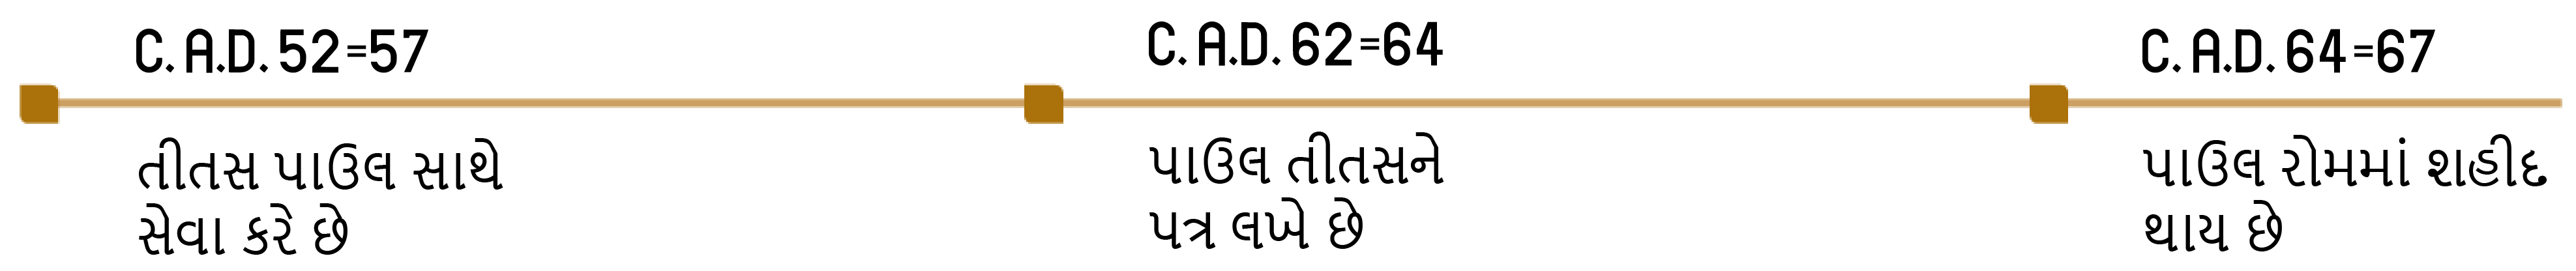 C. A.D. 52=57
તીતસ પાઉલ સાથે
સેવા કરે છે
C. A.D. 62=64
પાઉલ તીતસને
પત્ર લખે છે
C. A.D. 64=67
પાઉલ રોમમાં શહીદ
થાય છે